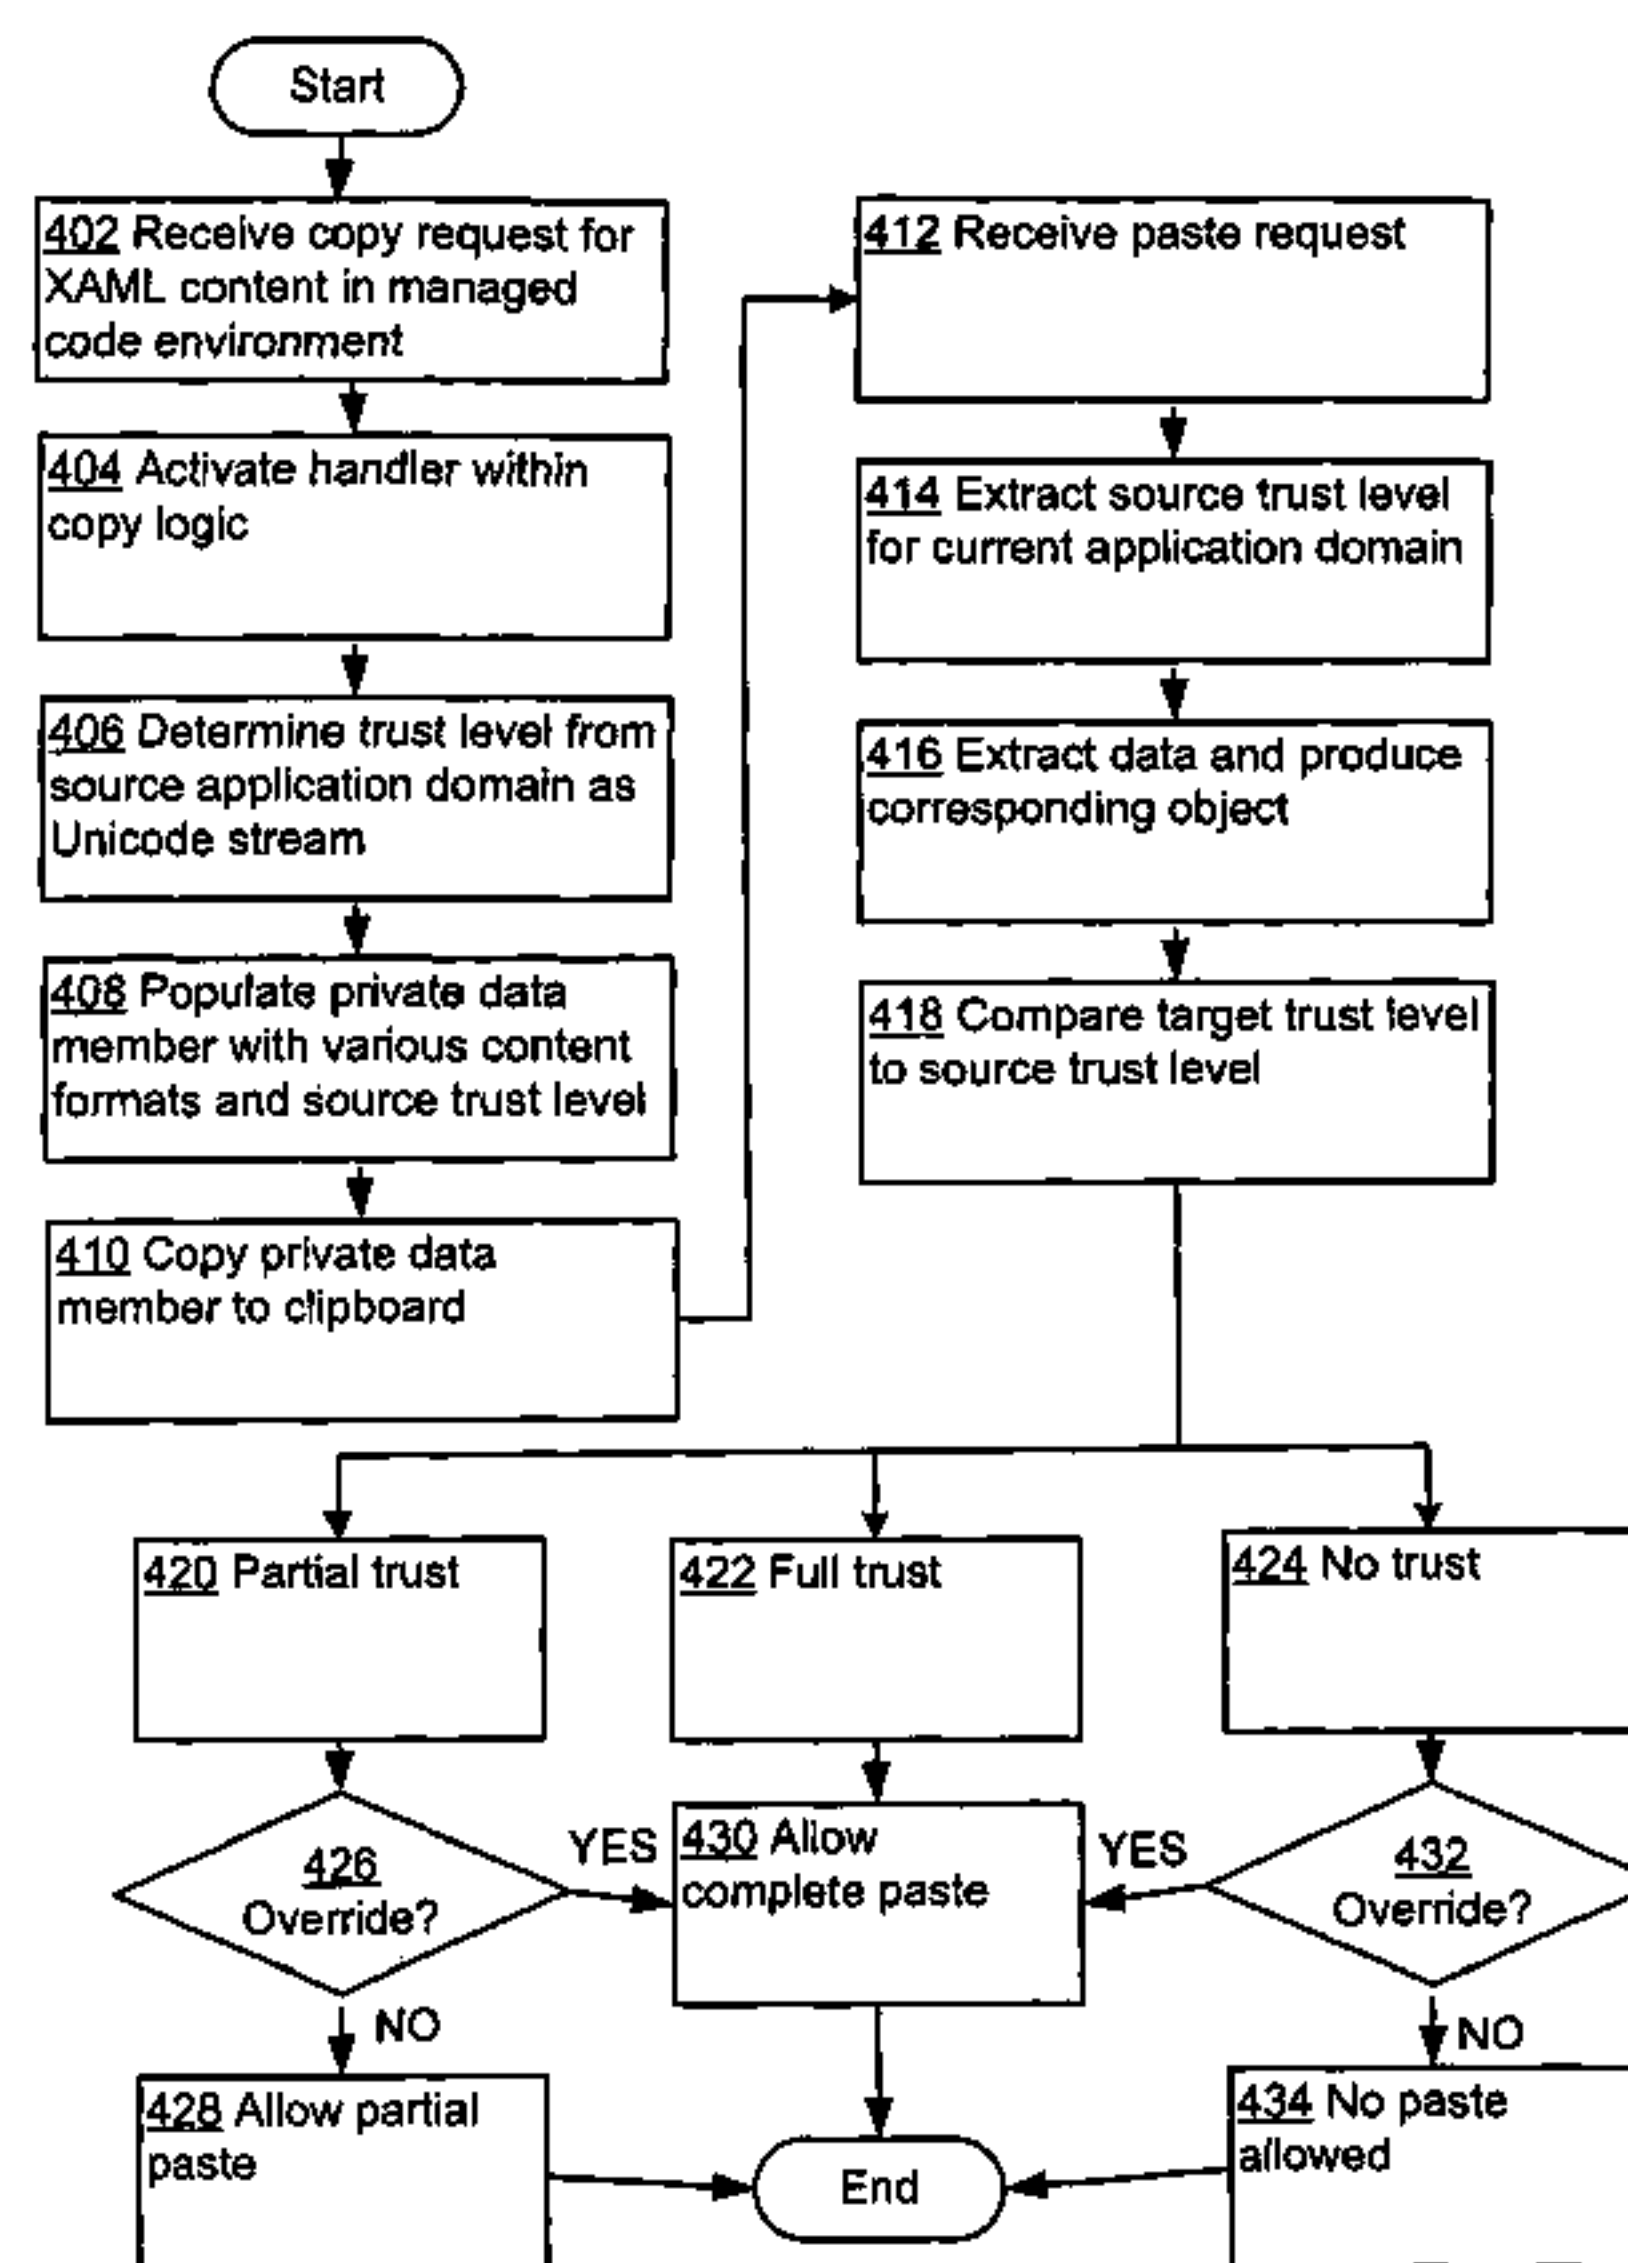 Start
402 Receive copy request for
XAML content in managed
code environment
404 Activate handler within
copy logic
406 Determine trust level from
source application domain as
Unicode stream
408 Populate private data
member with various content
formats and source trust level
410 Copy private data
member to clipboard
412 Receive paste request
414 Extract source trust level
for current application domain
416 Extract data and produce
corresponding object
418 Compare target trust level
to source trust level
420 Partial trust
422 Full trust
424 No trust
426
Override?
YES
430 Allow
complete paste
YES
432
Override?
NO
NO
428 Allow partial
paste
End
434 No paste
allowed